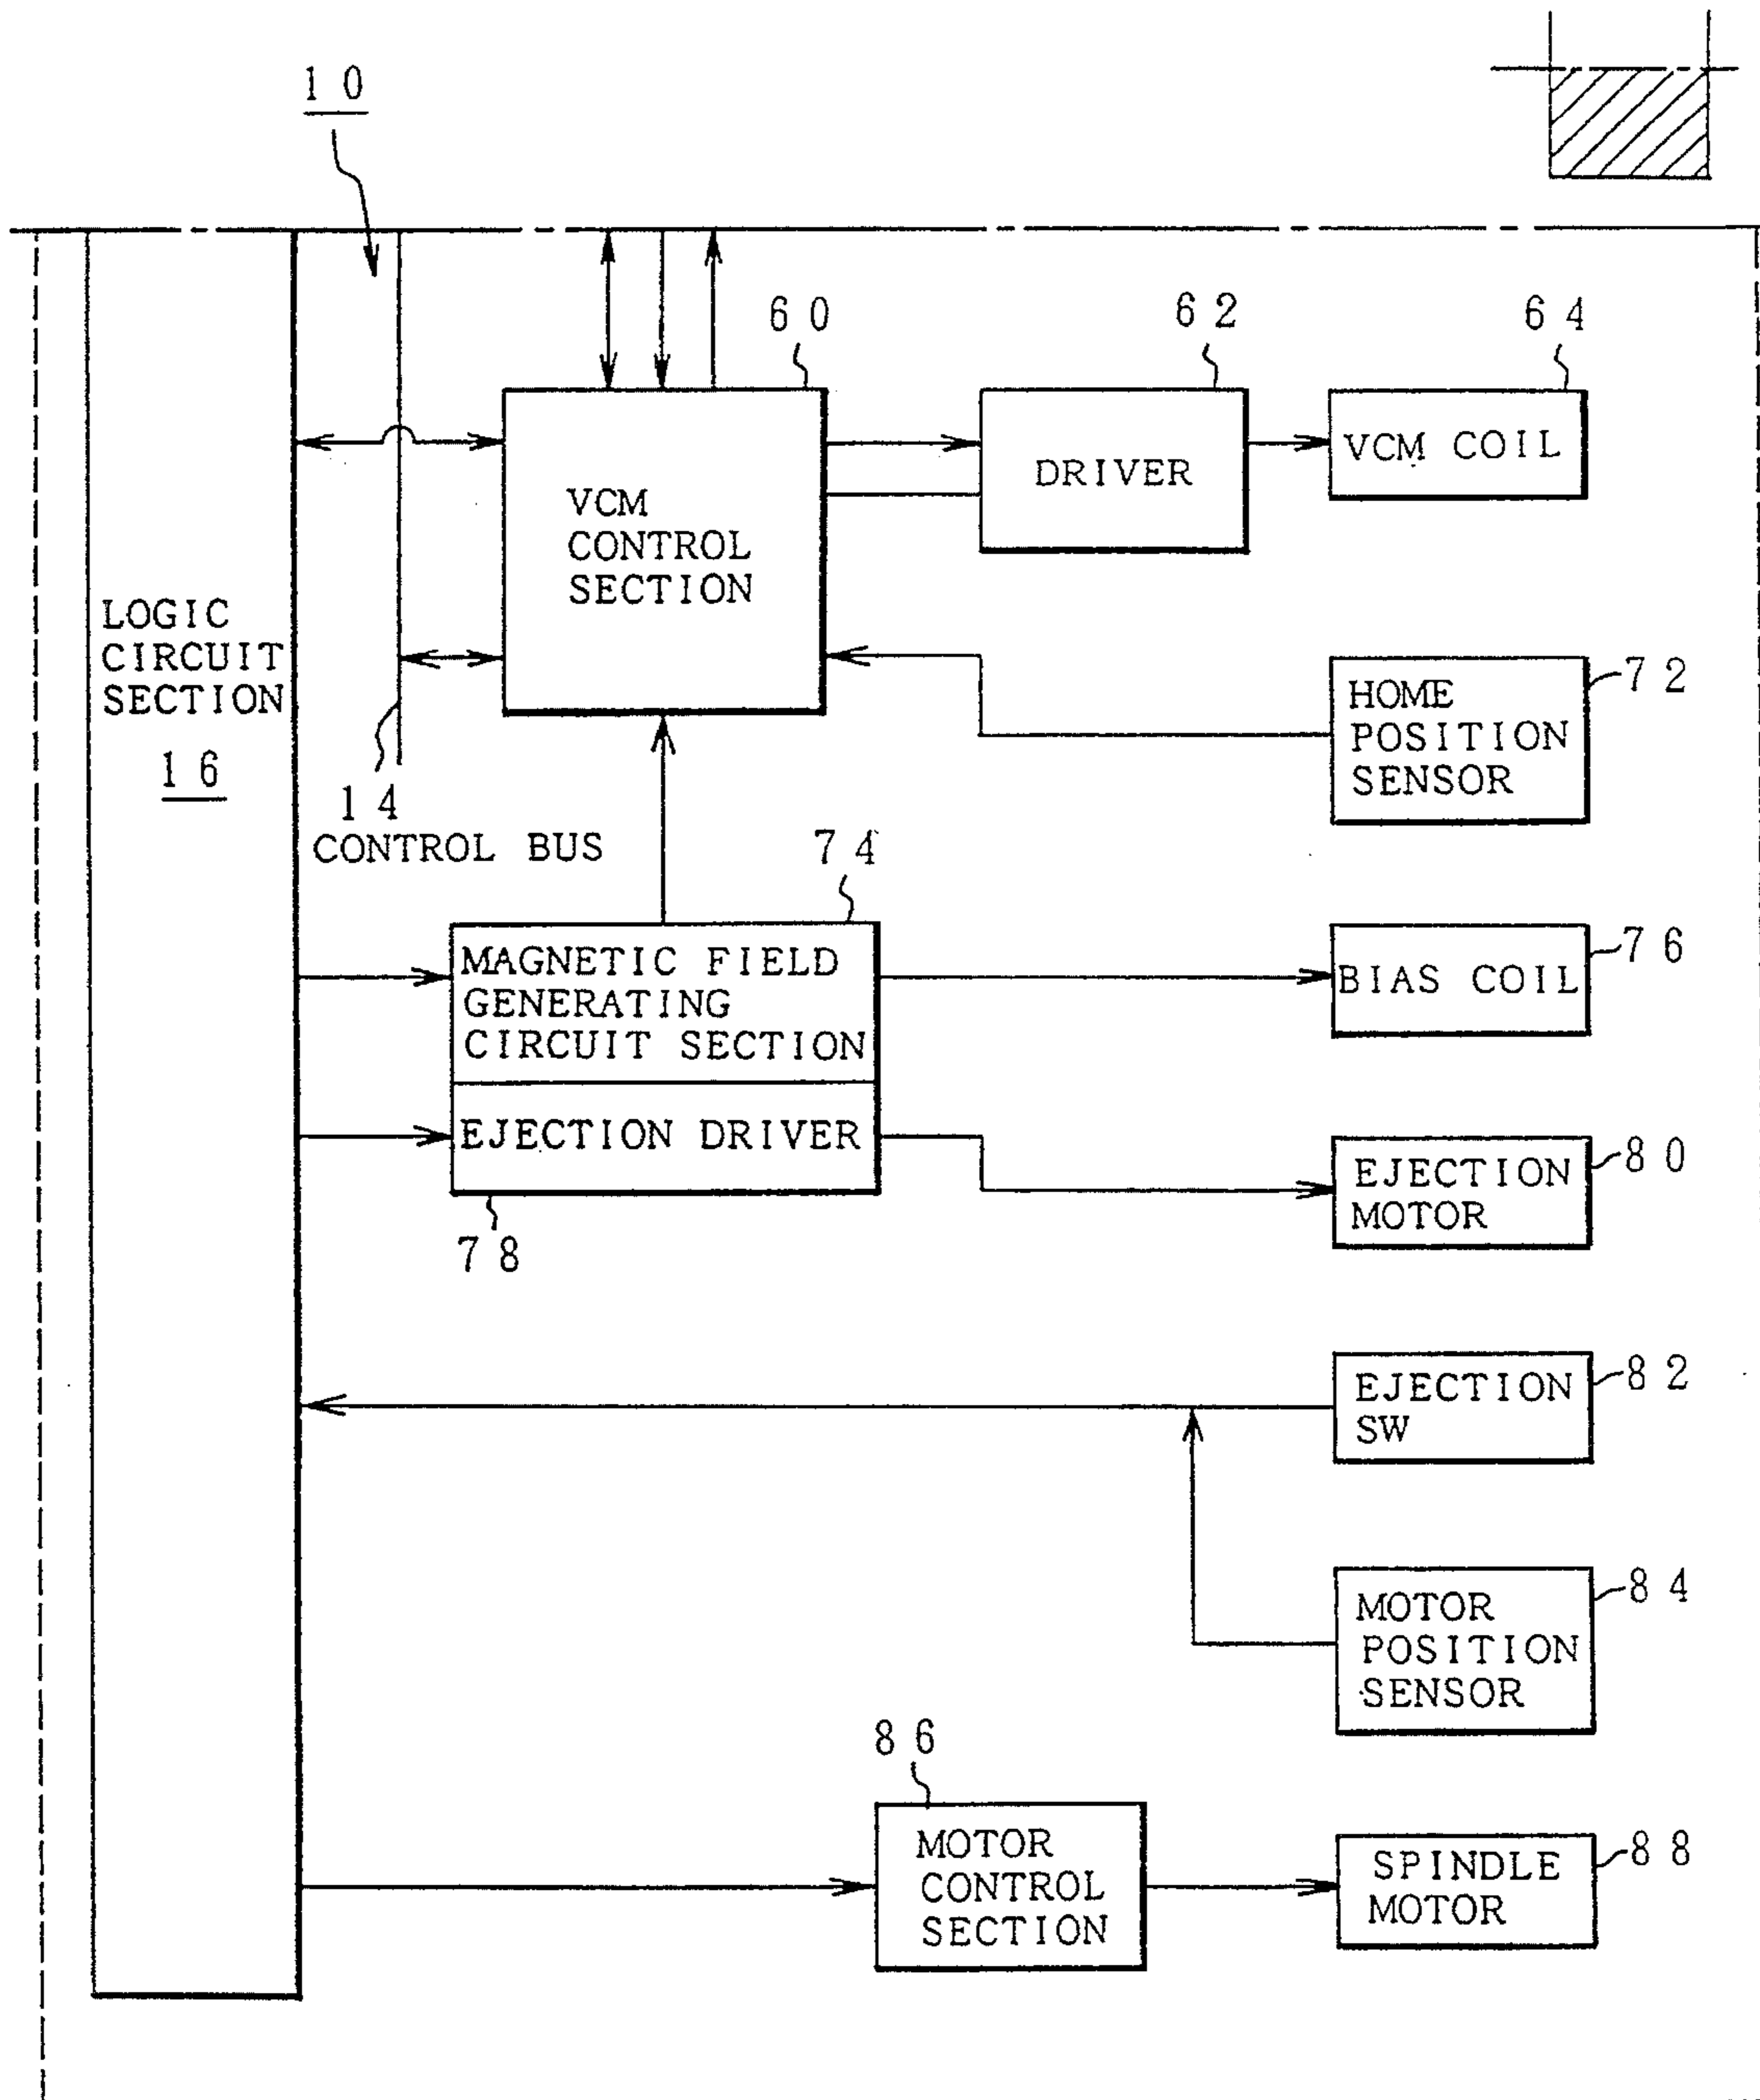 10
60
62
64
VCM COIL
DRIVER
VCM
CONTROL
SECTION
LOGIC
CIRCUIT
SECTION
16
72
HOME
POSITION
SENSOR
14
CONTROL BUS
74
MAGNETIC FIELD
GENERATING
CIRCUIT SECTION
76
BIAS COIL
EJECTION DRIVER
78
80
EJECTION
MOTOR
82
EJECTION
SW
84
MOTOR
POSITION
SENSOR
86
MOTOR
CONTROL
SECTION
88
SPINDLE
MOTOR